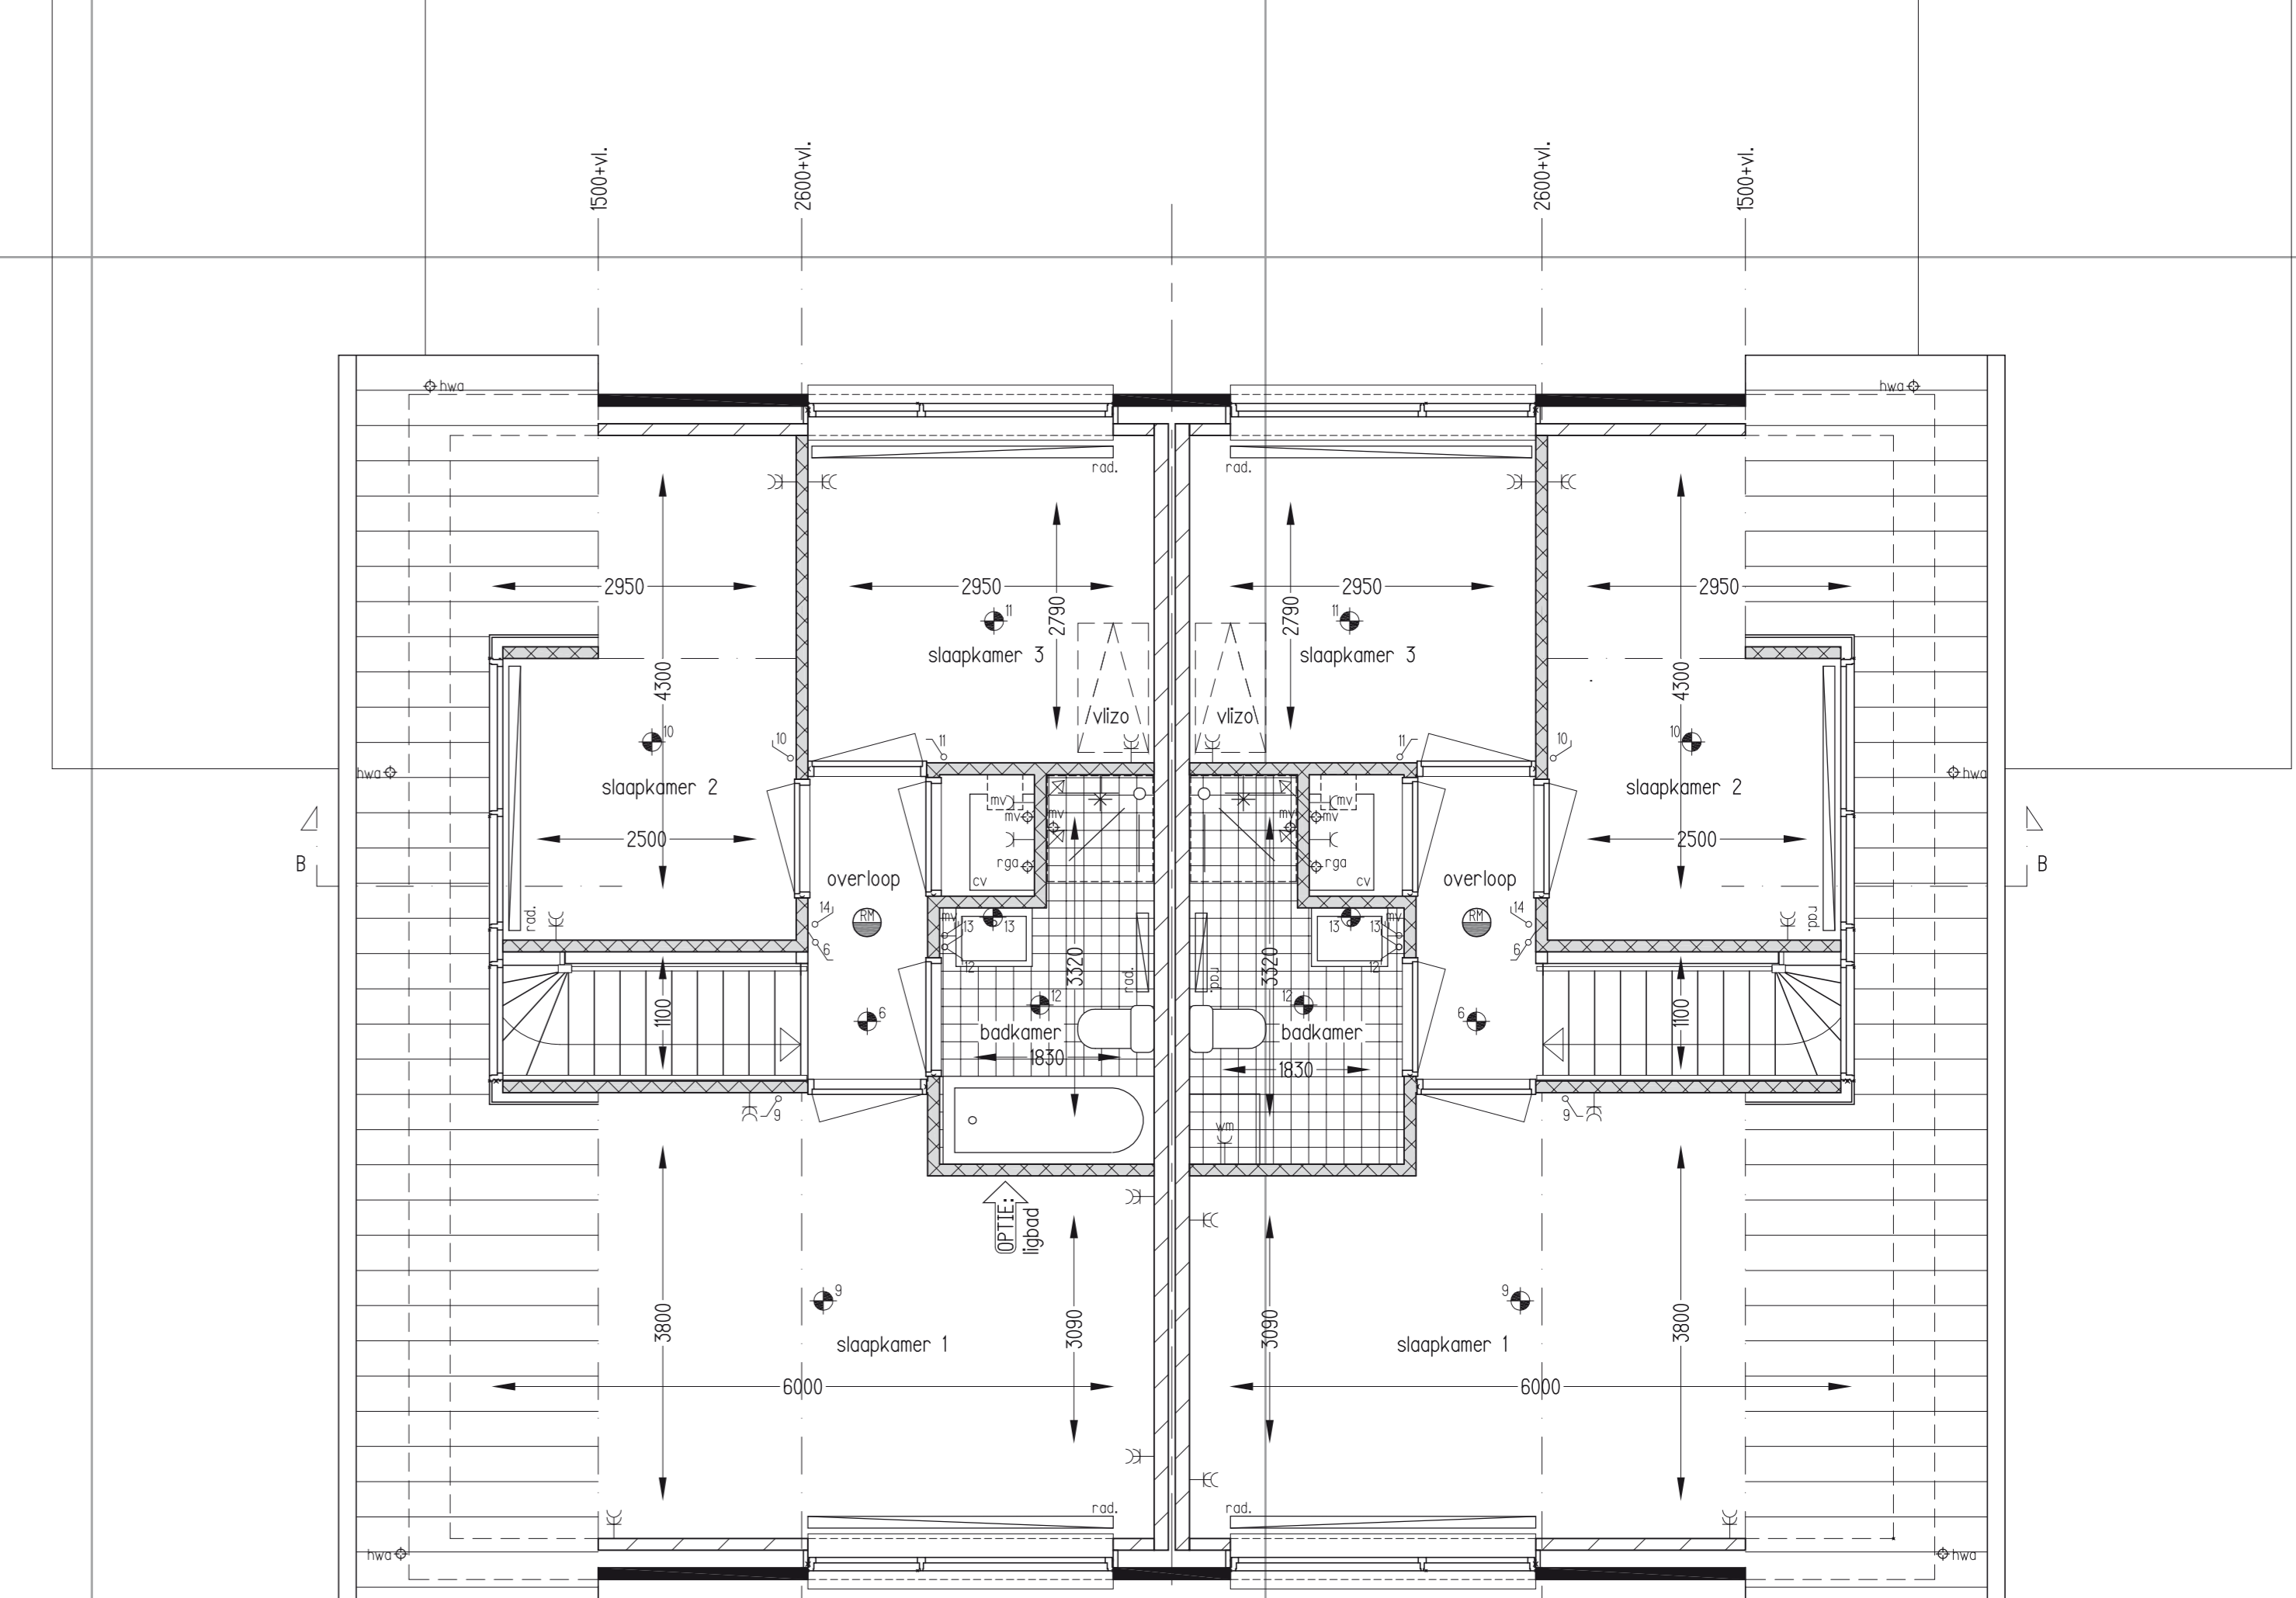 1500+vl.
2600+vl.
2600+vl.
1500+vl.
hwa
hwa
rad.
rad.
2950
2950
2950
2950
11
11
2790
2790
slaapkamer 3
slaapkamer 3
4300
4300
vlizo
vlizo
10
10
11
11
10
10
hwa
hwa
slaapkamer 2
slaapkamer 2
mv
mv
mv
mv
mv
mv
2500
2500
B
B
rga
rga
overloop
overloop
cv
cv
14
14
RM
RM
rad.
rad.
mv
mv
13
13
13
13
6
6
12
12
3320
3320
rad.
rad.
12
12
1100
1100
6
6
badkamer
badkamer
1830
1830
9
9
wm
OPTIE:
ligbad
9
9
3800
3090
3090
3800
slaapkamer 1
slaapkamer 1
6000
6000
rad.
rad.
hwa
hwa